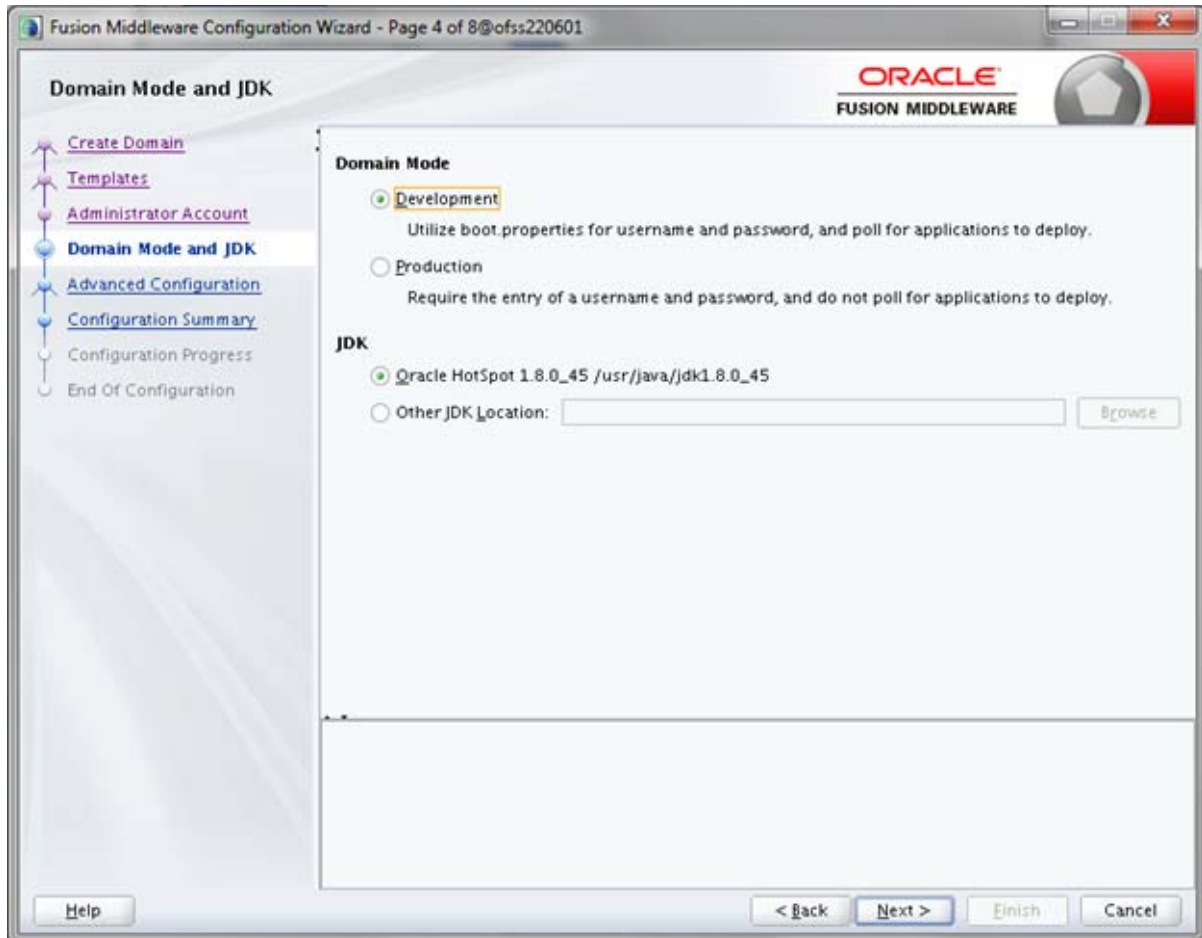 Fusion Middleware Configuration Wizard - Page 4 of 8@ofss220601
Domain Mode and JDK
ORACLE
FUSION MIDDLEWARE
Create Domain
Templates
Administrator Account
Domain Mode and JDK
Advanced Configuration
Configuration Summary
Configuration Progress
End Of Configuration
Domain Mode
Development
Utilize boot.properties for username and password, and poll for applications to deploy.
Production
Require the entry of a username and password, and do not poll for applications to deploy.
JDK
Oracle HotSpot 1.8.0_45 /usr/java/jdk1.8.0_45
Other JDK Location:
Browse
Help
< Back
Next >
Finish
Cancel